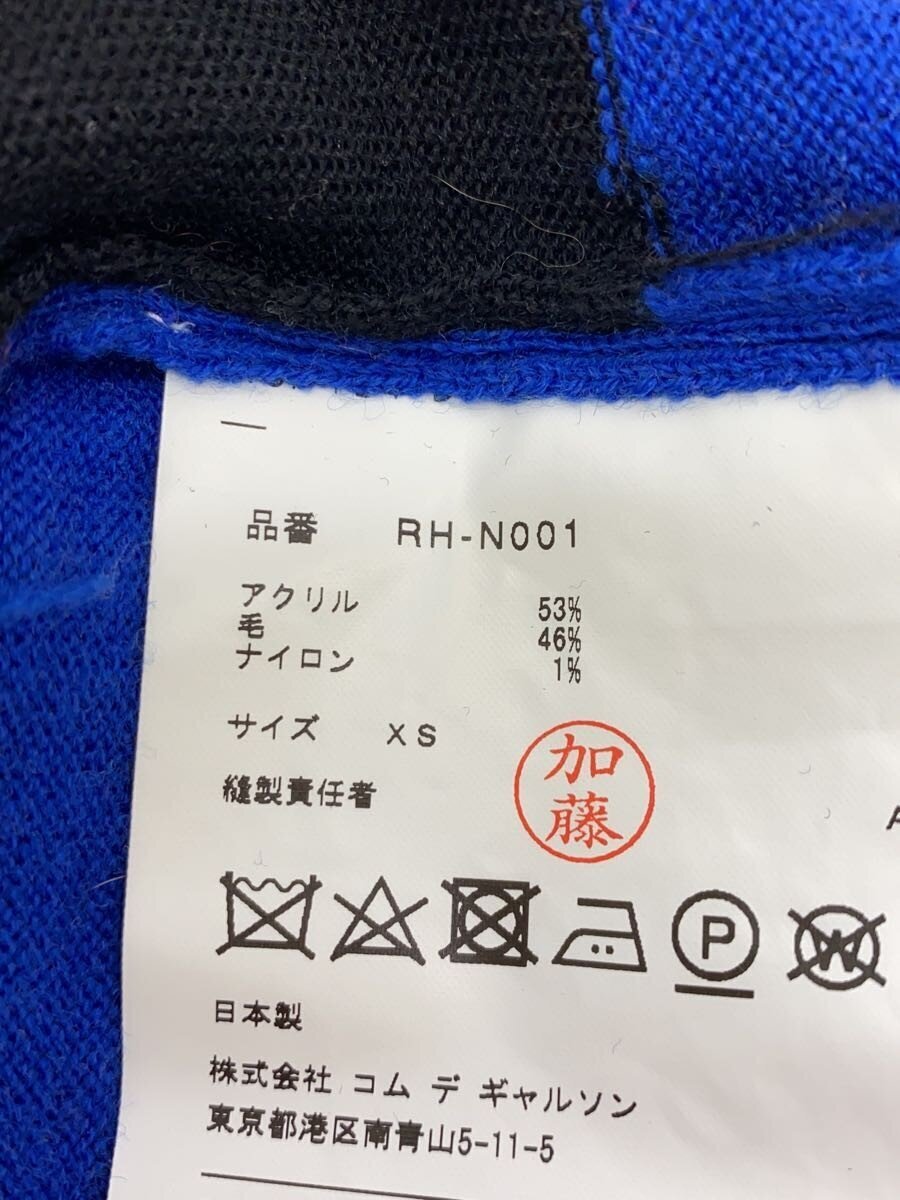 品番 RH-N001
アクリル 53%
毛 46%
ナイロン 1%
サイズ XS
縫製責任者
加藤
P W
日本製
株式会社 コム デ ギャルソン
東京都港区南青山5-11-5